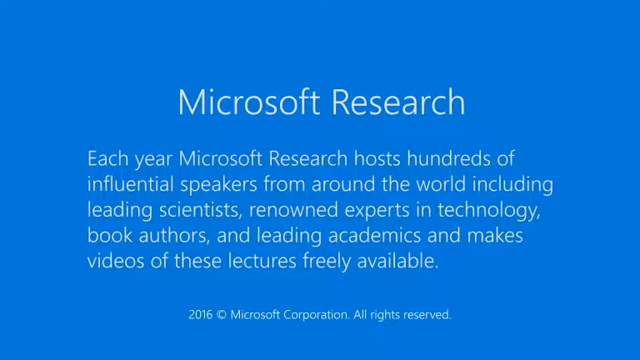 Microsoft Research
Each year Microsoft Research hosts hundreds of
influential speakers from around the world including
leading scientists, renowned experts in technology,
book authors, and leading academics and makes
videos of these lectures freely available.
2016 © Microsoft Corporation. All rights reserved.